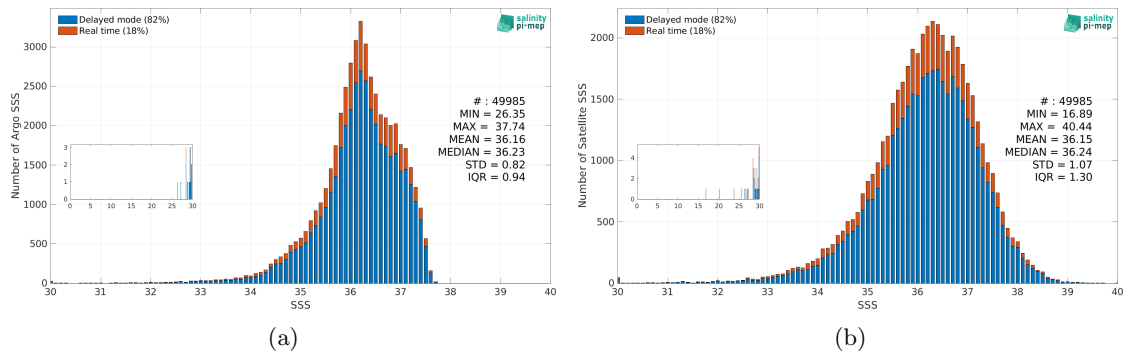 Delayed mode (82%)
Real time (18%)
salinity
pi-mep
Number of Argo SSS
3000
2500
2000
1500
1000
500
0
# : 49985
MIN = 26.35
MAX = 37.74
MEAN = 36.16
MEDIAN = 36.23
STD = 0.82
IQR = 0.94
3
2
1
0
0 5 10 15 20 25 30
30 31 32 33 34 35 36 37 38 39 40
SSS
(a)
Delayed mode (82%)
Real time (18%)
salinity
pi-mep
Number of Satellite SSS
2000
1500
1000
500
0
# : 49985
MIN = 16.89
MAX = 40.44
MEAN = 36.15
MEDIAN = 36.24
STD = 1.07
IQR = 1.30
4
2
0
0 5 10 15 20 25 30
30 31 32 33 34 35 36 37 38 39 40
SSS
(b)